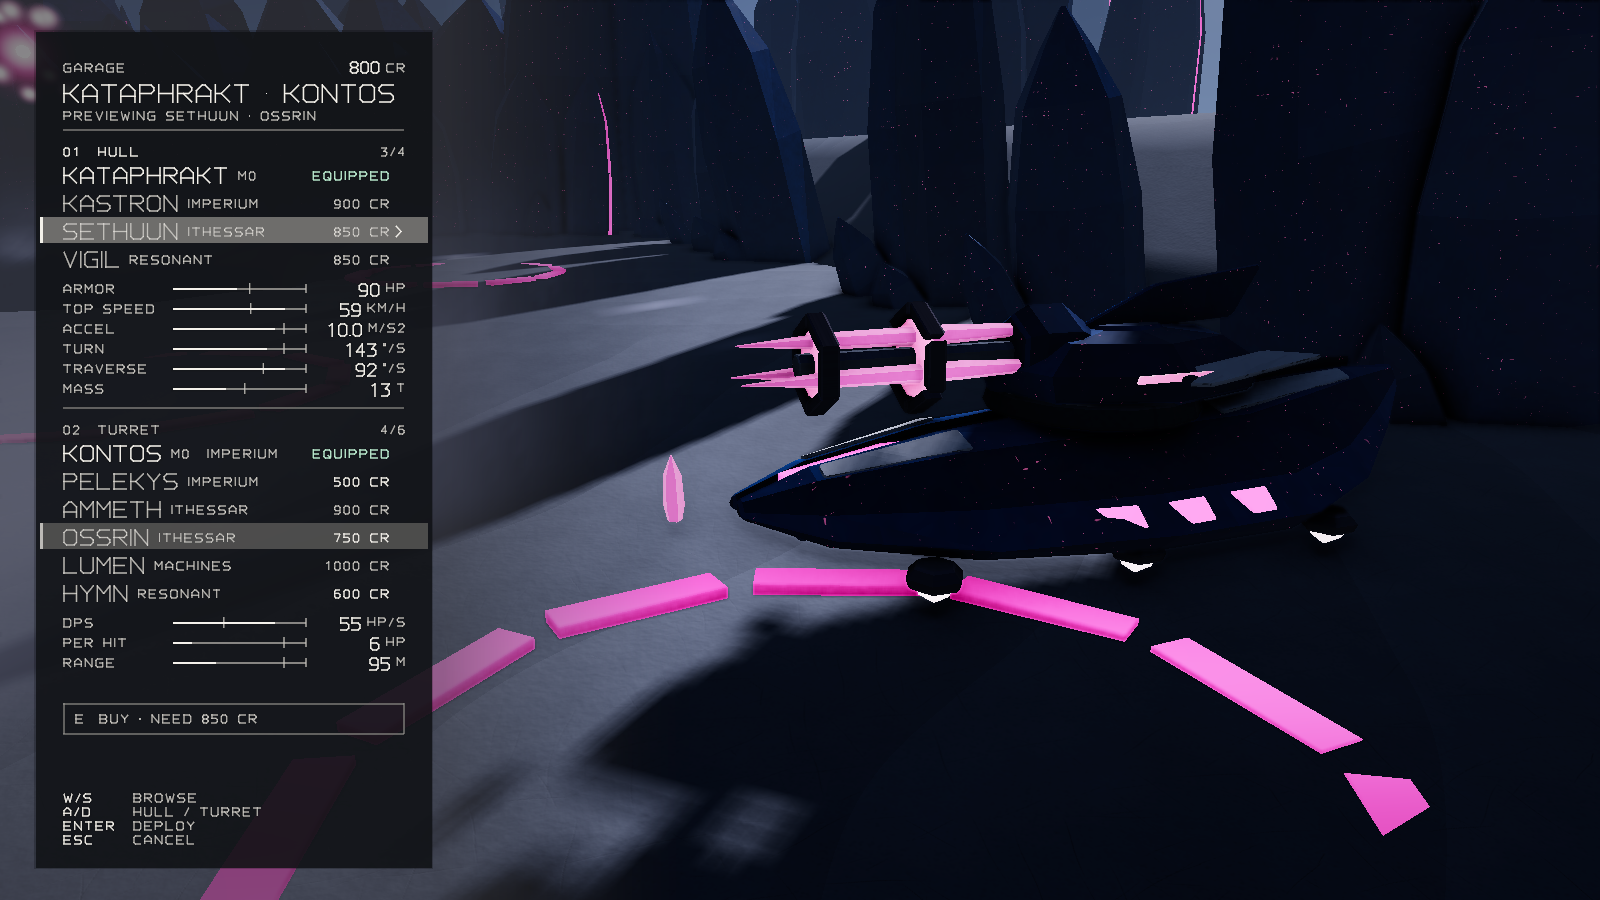 GARAGE 800 CR
KATAPHRAKT · KONTOS
PREVIEWING SETHUUN · OSSRIN
01 HULL 3/4
KATAPHRAKT M0 EQUIPPED
KASTRON IMPERIUM 900 CR
SETHUUN ITHESSAR 850 CR >
VIGIL RESONANT 850 CR
ARMOR 90 HP
TOP SPEED 59 KM/H
ACCEL 10.0 M/S2
TURN 143 °/S
TRAVERSE 92 °/S
MASS 13 T
02 TURRET 4/6
KONTOS M0 IMPERIUM EQUIPPED
PELEKYS IMPERIUM 500 CR
AMMETH ITHESSAR 900 CR
OSSRIN ITHESSAR 750 CR
LUMEN MACHINES 1000 CR
HYMN RESONANT 600 CR
DPS 55 HP/S
PER HIT 6 HP
RANGE 95 M
E BUY · NEED 850 CR
W/S BROWSE
A/D HULL / TURRET
ENTER DEPLOY
ESC CANCEL